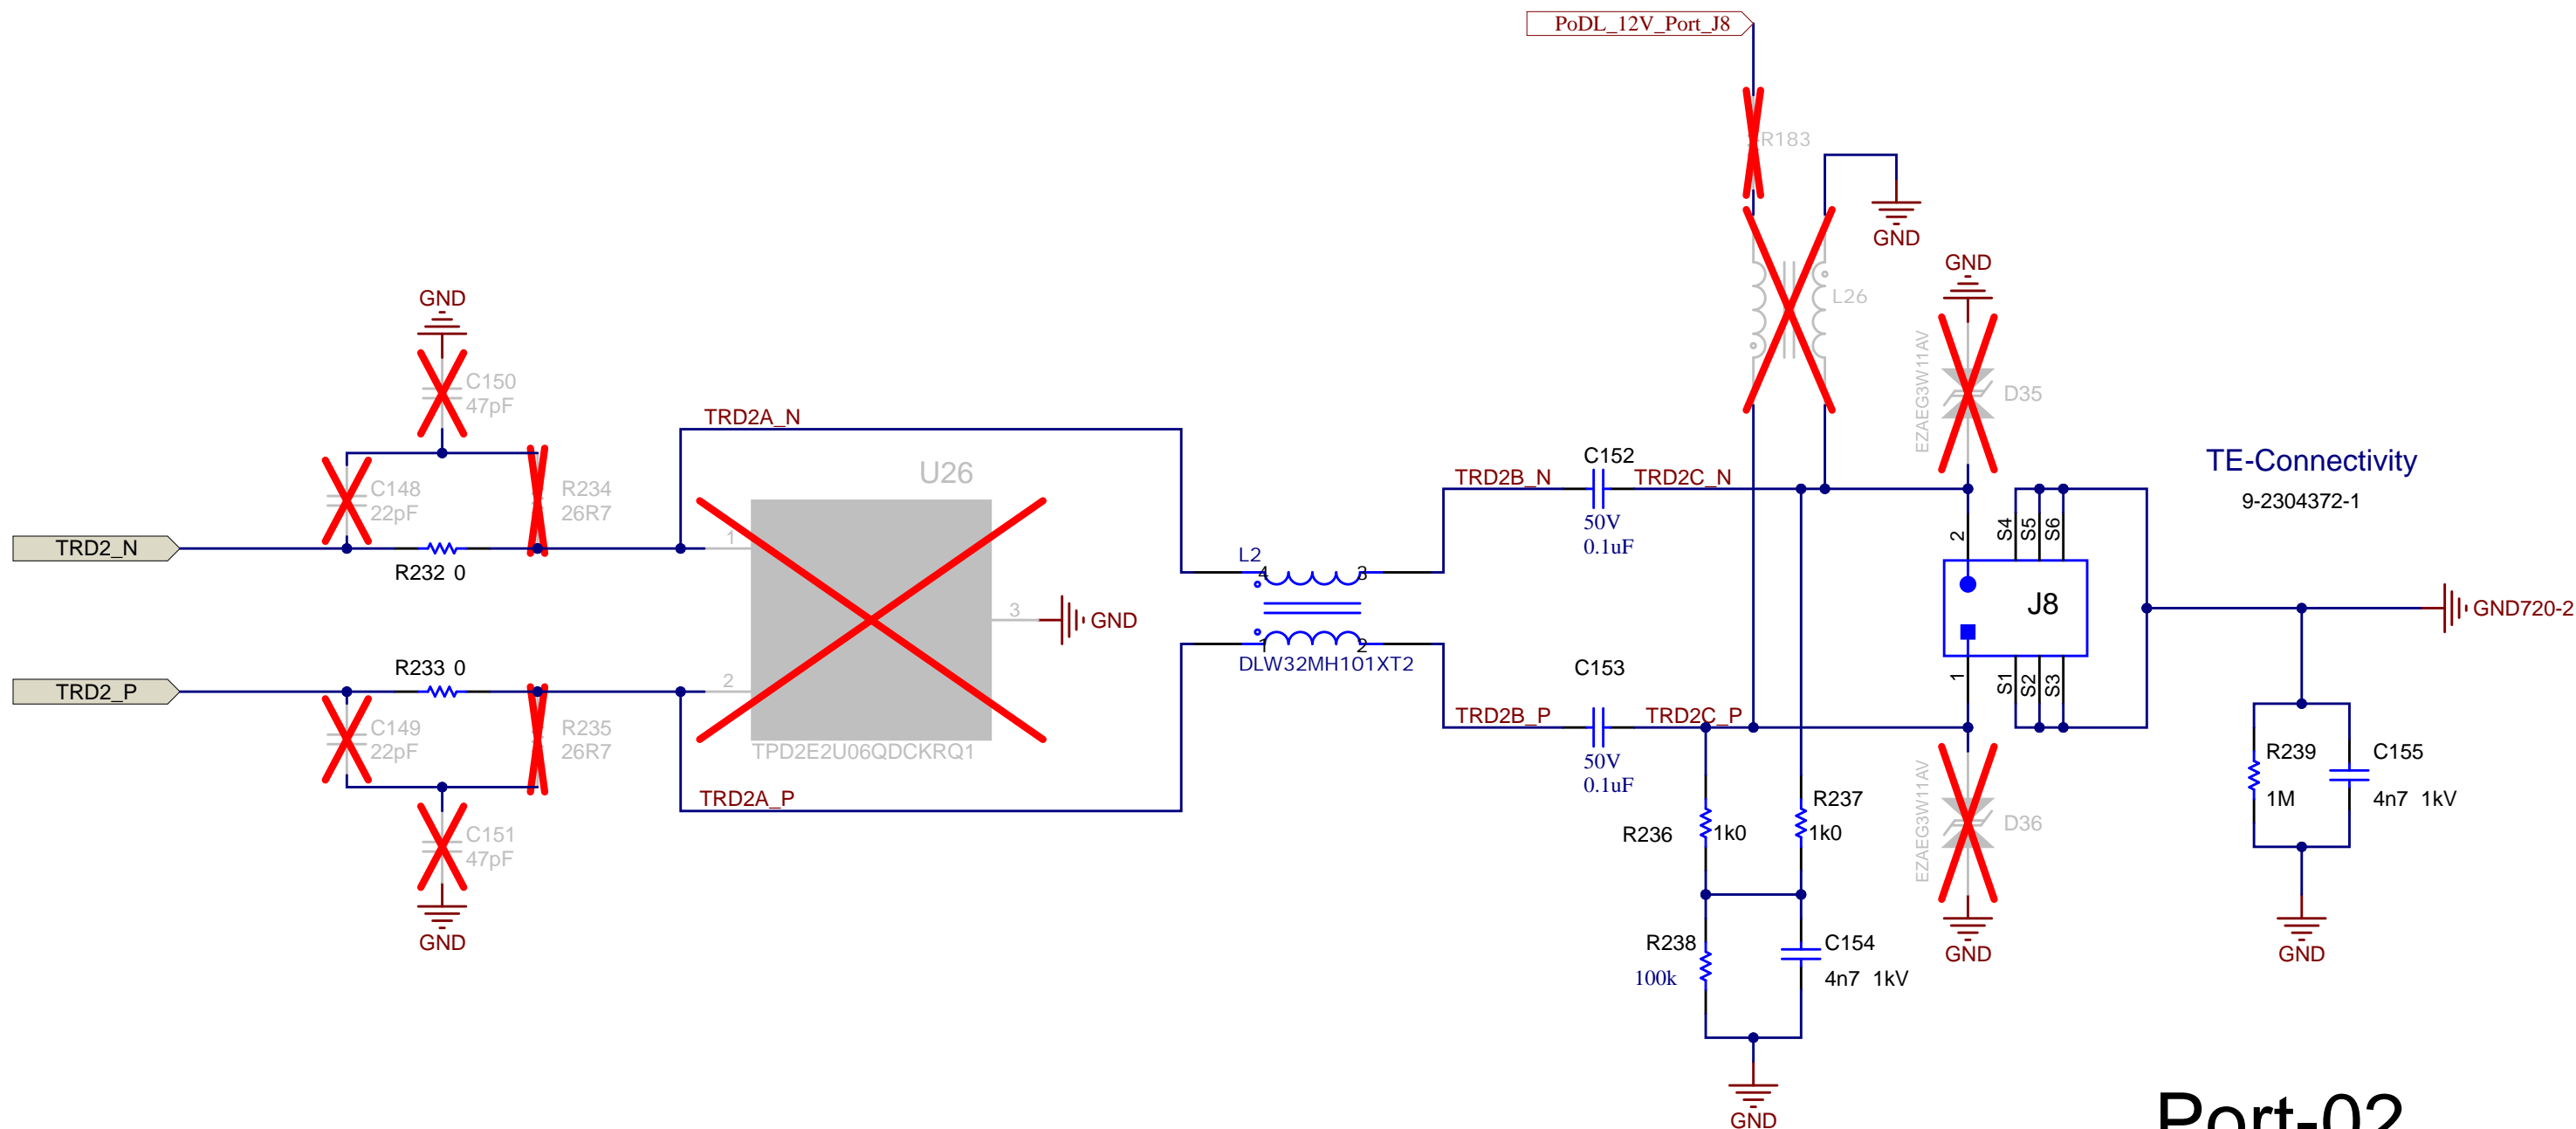 PoDL_12V_Port_J8
R183
GND
L26
GND
EZAEG3W11AV
D35
GND
C150
47pF
C148
22pF
R234
26R7
TRD2_N
R232 0
TRD2A_N
U26
1
2
3
GND
TPD2E2U06QDCKRQ1
TRD2_P
R233 0
C149
22pF
R235
26R7
C151
47pF
GND
TRD2A_P
L2
4
3
1
2
DLW32MH101XT2
TRD2B_N
C152
50V
0.1uF
TRD2C_N
TRD2B_P
C153
50V
0.1uF
TRD2C_P
TE-Connectivity
9-2304372-1
2
S4
S5
S6
J8
1
S1
S2
S3
GND720-2
R236
1k0
R237
1k0
R238
100k
C154
4n7 1kV
GND
EZAEG3W11AV
D36
GND
R239
1M
C155
4n7 1kV
GND
Port-02